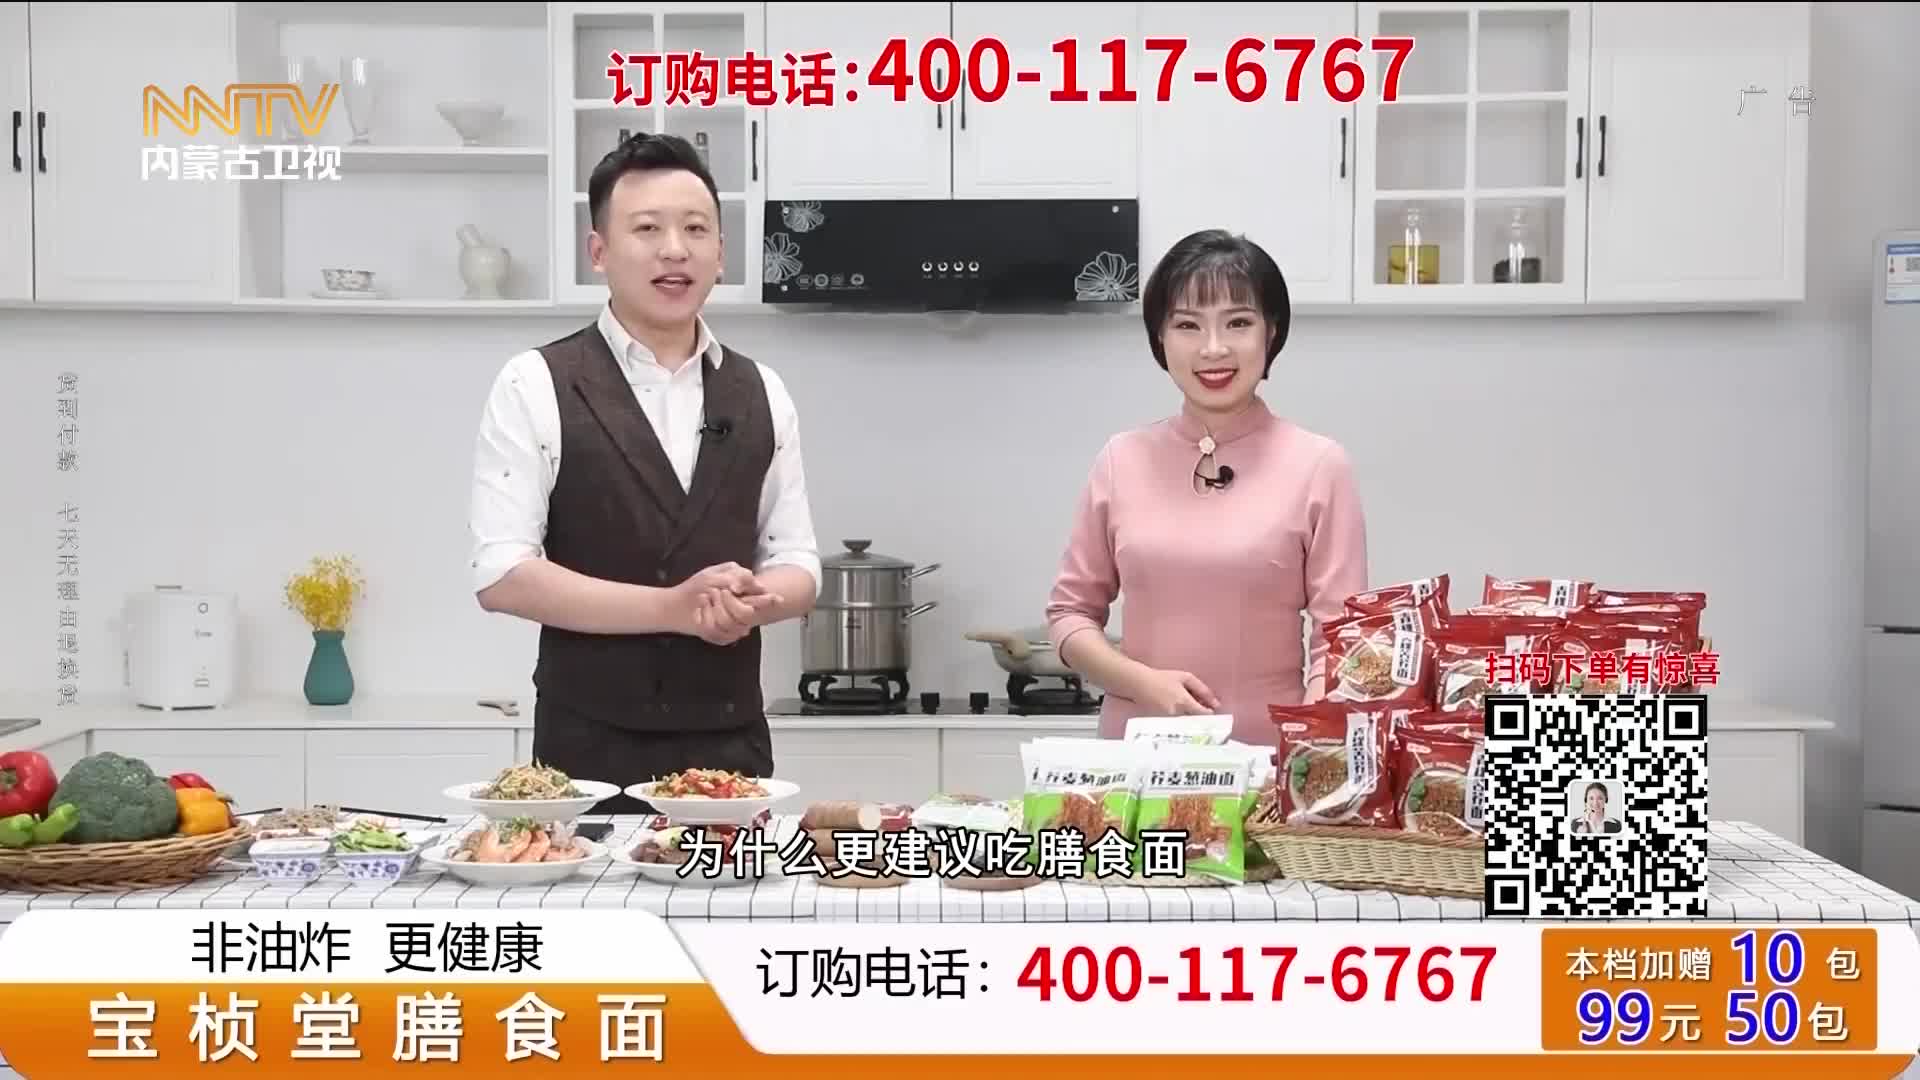 订购电话:400-117-6767
广 告
NNTV
内蒙古卫视
货到付款 七天无理由退换货
扫码下单有惊喜
荞麦葱油面
荞麦葱油面
为什么更建议吃膳食面
非油炸 更健康
宝桢堂膳食面
订购电话: 400-117-6767
本档加赠 10 包
99元 50包